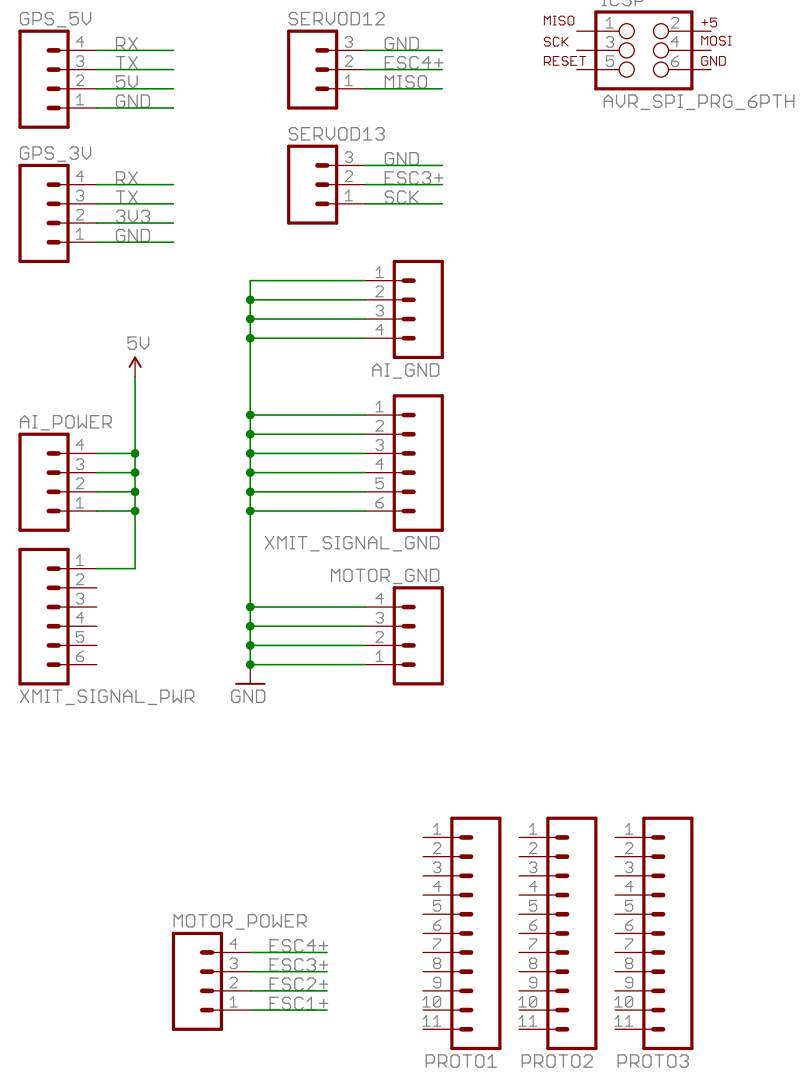 GPS_5V
4 RX
3 TX
2 5V
1 GND
GPS_3V
4 RX
3 TX
2 3V3
1 GND
SERVOD12
3 GND
2 ESC4+
1 MISO
SERVOD13
3 GND
2 ESC3+
1 SCK
ICSP
MISO 1 2 +5
SCK 3 4 MOSI
RESET 5 6 GND
AVR_SPI_PRG_6PTH
1
2
3
4
AI_GND
5V
AI_POWER
4
3
2
1
1
2
3
4
5
6
XMIT_SIGNAL_GND
1
2
3
4
5
6
XMIT_SIGNAL_PWR
MOTOR_GND
4
3
2
1
GND
MOTOR_POWER
4 ESC4+
3 ESC3+
2 ESC2+
1 ESC1+
1
2
3
4
5
6
7
8
9
10
11
PROTO1
1
2
3
4
5
6
7
8
9
10
11
PROTO2
1
2
3
4
5
6
7
8
9
10
11
PROTO3